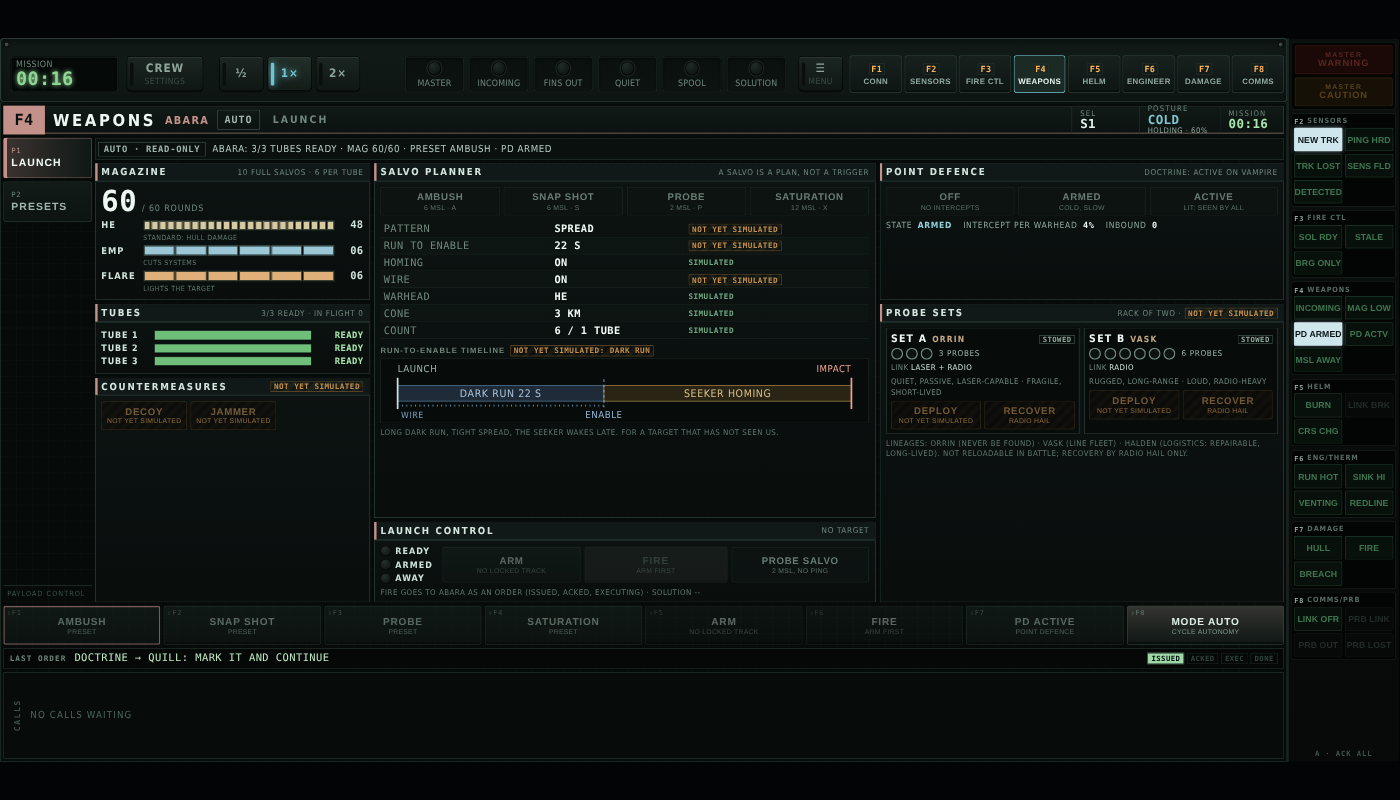 MISSION
00:16
CREW
SETTINGS
½
1×
2×
MASTER
INCOMING
FINS OUT
QUIET
SPOOL
SOLUTION
☰
MENU
F1
CONN
F2
SENSORS
F3
FIRE CTL
F4
WEAPONS
F5
HELM
F6
ENGINEER
F7
DAMAGE
F8
COMMS
MASTER
WARNING
MASTER
CAUTION
F4 WEAPONS ABARA AUTO LAUNCH
SEL
S1
POSTURE
COLD
HOLDING · 60%
MISSION
00:16
P1
LAUNCH
P2
PRESETS
PAYLOAD CONTROL
AUTO · READ-ONLY ABARA: 3/3 TUBES READY · MAG 60/60 · PRESET AMBUSH · PD ARMED
MAGAZINE 10 FULL SALVOS · 6 PER TUBE
60 / 60 ROUNDS
HE 48
STANDARD: HULL DAMAGE
EMP 06
CUTS SYSTEMS
FLARE 06
LIGHTS THE TARGET
TUBES 3/3 READY · IN FLIGHT 0
TUBE 1 READY
TUBE 2 READY
TUBE 3 READY
COUNTERMEASURES NOT YET SIMULATED
DECOY
NOT YET SIMULATED
JAMMER
NOT YET SIMULATED
SALVO PLANNER A SALVO IS A PLAN, NOT A TRIGGER
AMBUSH
6 MSL · A
SNAP SHOT
6 MSL · S
PROBE
2 MSL · P
SATURATION
12 MSL · X
PATTERN SPREAD NOT YET SIMULATED
RUN TO ENABLE 22 S NOT YET SIMULATED
HOMING ON SIMULATED
WIRE ON NOT YET SIMULATED
WARHEAD HE SIMULATED
CONE 3 KM SIMULATED
COUNT 6 / 1 TUBE SIMULATED
RUN-TO-ENABLE TIMELINE NOT YET SIMULATED: DARK RUN
LAUNCH IMPACT
DARK RUN 22 S SEEKER HOMING
WIRE ENABLE
LONG DARK RUN, TIGHT SPREAD, THE SEEKER WAKES LATE. FOR A TARGET THAT HAS NOT SEEN US.
LAUNCH CONTROL NO TARGET
READY
ARMED
AWAY
ARM
NO LOCKED TRACK
FIRE
ARM FIRST
PROBE SALVO
2 MSL, NO PING
FIRE GOES TO ABARA AS AN ORDER (ISSUED, ACKED, EXECUTING) · SOLUTION --
POINT DEFENCE DOCTRINE: ACTIVE ON VAMPIRE
OFF
NO INTERCEPTS
ARMED
COLD, SLOW
ACTIVE
LIT: SEEN BY ALL
STATE ARMED INTERCEPT PER WARHEAD 4% INBOUND 0
PROBE SETS RACK OF TWO · NOT YET SIMULATED
SET A ORRIN STOWED
3 PROBES
LINK LASER + RADIO
QUIET, PASSIVE, LASER-CAPABLE · FRAGILE,
SHORT-LIVED
DEPLOY
NOT YET SIMULATED
RECOVER
RADIO HAIL
SET B VASK STOWED
6 PROBES
LINK RADIO
RUGGED, LONG-RANGE · LOUD, RADIO-HEAVY
DEPLOY
NOT YET SIMULATED
RECOVER
RADIO HAIL
LINEAGES: ORRIN (NEVER BE FOUND) · VASK (LINE FLEET) · HALDEN (LOGISTICS: REPAIRABLE,
LONG-LIVED). NOT RELOADABLE IN BATTLE; RECOVERY BY RADIO HAIL ONLY.
⇧F1
AMBUSH
PRESET
⇧F2
SNAP SHOT
PRESET
⇧F3
PROBE
PRESET
⇧F4
SATURATION
PRESET
⇧F5
ARM
NO LOCKED TRACK
⇧F6
FIRE
ARM FIRST
⇧F7
PD ACTIVE
POINT DEFENCE
⇧F8
MODE AUTO
CYCLE AUTONOMY
LAST ORDER DOCTRINE → QUILL: MARK IT AND CONTINUE
ISSUED ACKED EXEC DONE
CALLS
NO CALLS WAITING
F2 SENSORS
NEW TRK PING HRD
TRK LOST SENS FLD
DETECTED
F3 FIRE CTL
SOL RDY STALE
BRG ONLY
F4 WEAPONS
INCOMING MAG LOW
PD ARMED PD ACTV
MSL AWAY
F5 HELM
BURN LINK BRK
CRS CHG
F6 ENG/THERM
RUN HOT SINK HI
VENTING REDLINE
F7 DAMAGE
HULL FIRE
BREACH
F8 COMMS/PRB
LINK OFR PRB LINK
PRB OUT PRB LOST
A · ACK ALL